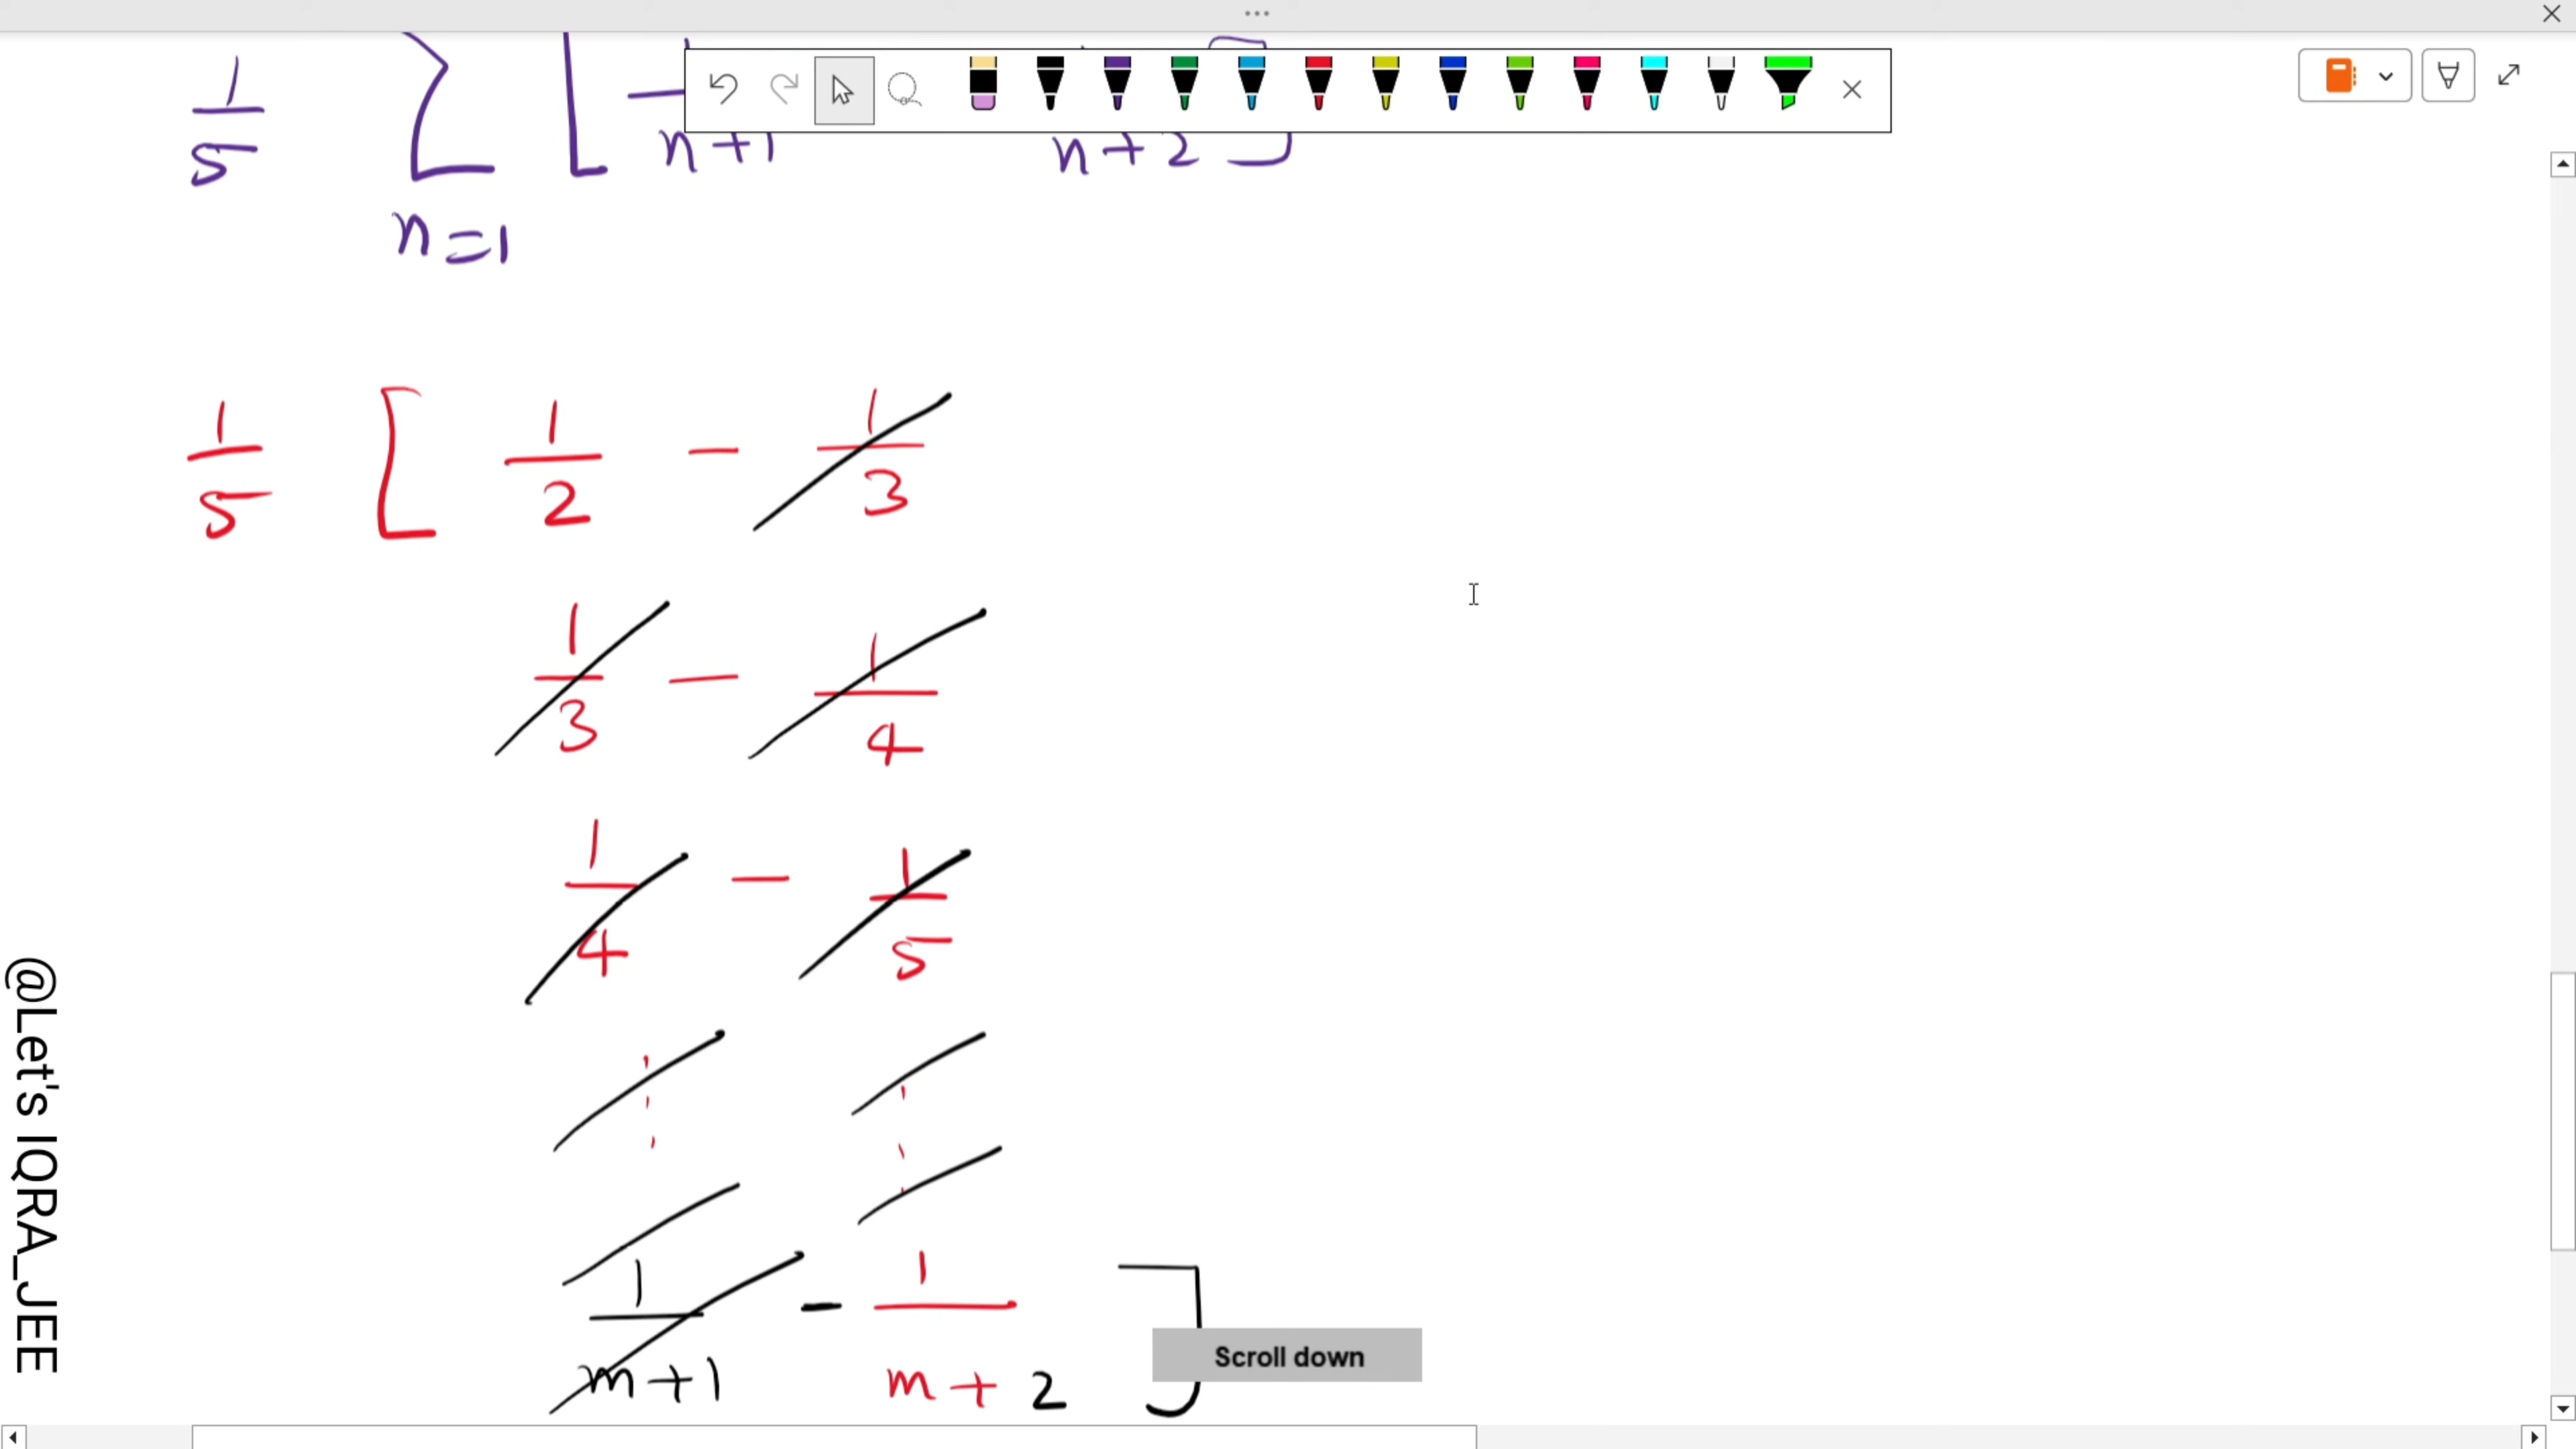 1/5 Σ [ 1/n+1 n+2 ]
n=1
1/5 [ 1/2 - 1/3
1/3 - 1/4
1/4 - 1/5
1/m+1 - 1/m+2 ]
Scroll down
@Let's IQRA_JEE